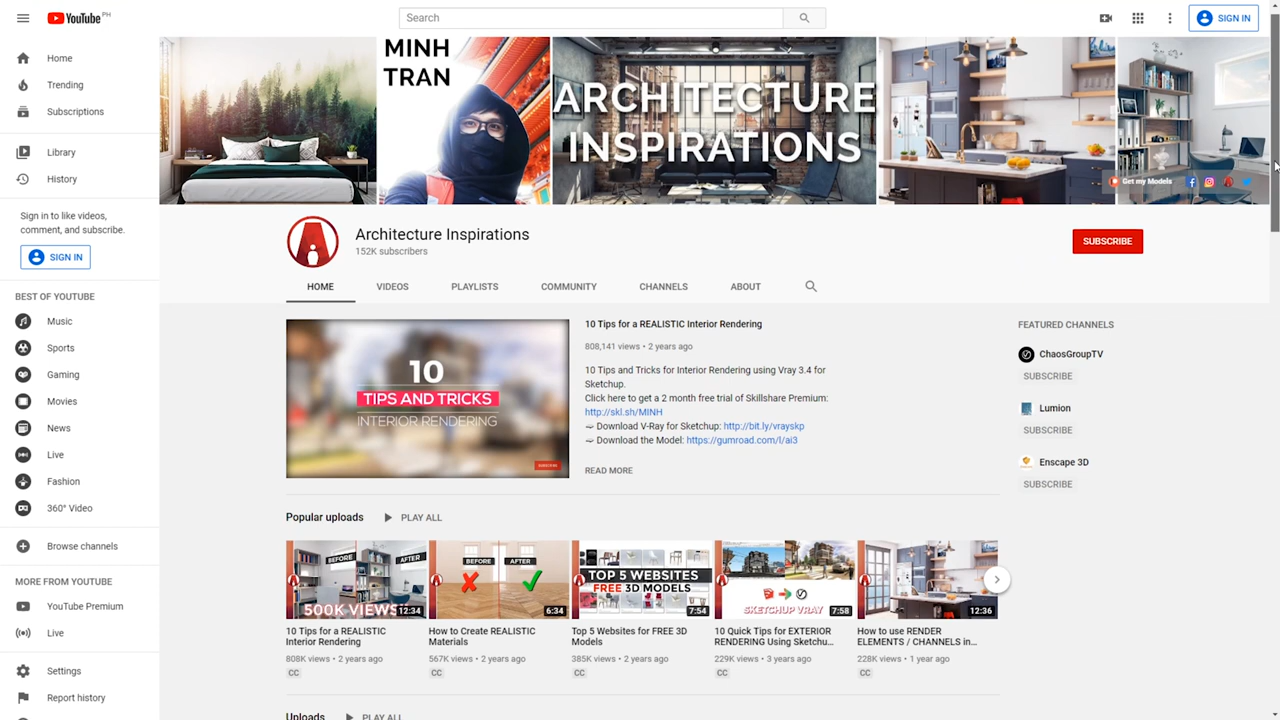 YouTube PH
Search
SIGN IN
Home
Trending
Subscriptions
Library
History
Sign in to like videos,
comment, and subscribe.
SIGN IN
BEST OF YOUTUBE
Music
Sports
Gaming
Movies
News
Live
Fashion
360° Video
Browse channels
MORE FROM YOUTUBE
YouTube Premium
Live
Settings
Report history
MINH
TRAN
ARCHITECTURE
INSPIRATIONS
Get my Models
Architecture Inspirations
152K subscribers
SUBSCRIBE
HOME
VIDEOS
PLAYLISTS
COMMUNITY
CHANNELS
ABOUT
10
TIPS AND TRICKS
INTERIOR RENDERING
SUBSCRIBE
10 Tips for a REALISTIC Interior Rendering
808,141 views • 2 years ago
10 Tips and Tricks for Interior Rendering using Vray 3.4 for
Sketchup.
Click here to get a 2 month free trial of Skillshare Premium:
http://skl.sh/MINH
➫ Download V-Ray for Sketchup: http://bit.ly/vrayskp
➫ Download the Model: https://gumroad.com/l/ai3
READ MORE
FEATURED CHANNELS
ChaosGroupTV
SUBSCRIBE
Lumion
SUBSCRIBE
Enscape 3D
SUBSCRIBE
Popular uploads
PLAY ALL
BEFORE
AFTER
500K VIEWS
12:34
10 Tips for a REALISTIC
Interior Rendering
808K views • 2 years ago
CC
BEFORE
AFTER
6:34
How to Create REALISTIC
Materials
567K views • 2 years ago
CC
TOP 5 WEBSITES
FREE 3D MODELS
7:54
Top 5 Websites for FREE 3D
Models
385K views • 2 years ago
CC
SKETCHUP VRAY
7:58
10 Quick Tips for EXTERIOR
RENDERING Using Sketchu...
229K views • 3 years ago
CC
12:36
How to use RENDER
ELEMENTS / CHANNELS in...
228K views • 1 year ago
CC
Uploads
PLAY ALL